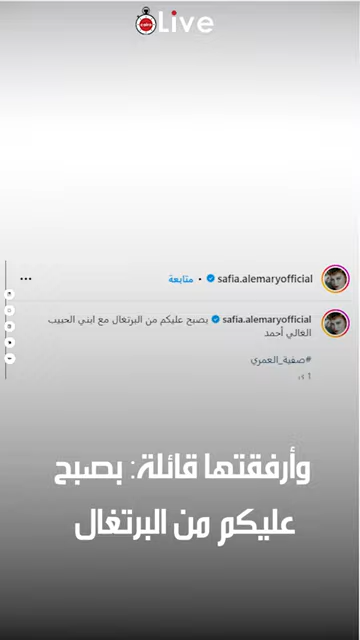 Live
cairo
safia.alemaryofficial • متابعة
safia.alemaryofficial بصبح عليكم من البرتغال مع ابني الحبيب
الغالي أحمد
#صفية_العمري
وأرفقتها قائلة: بصبح
عليكم من البرتغال